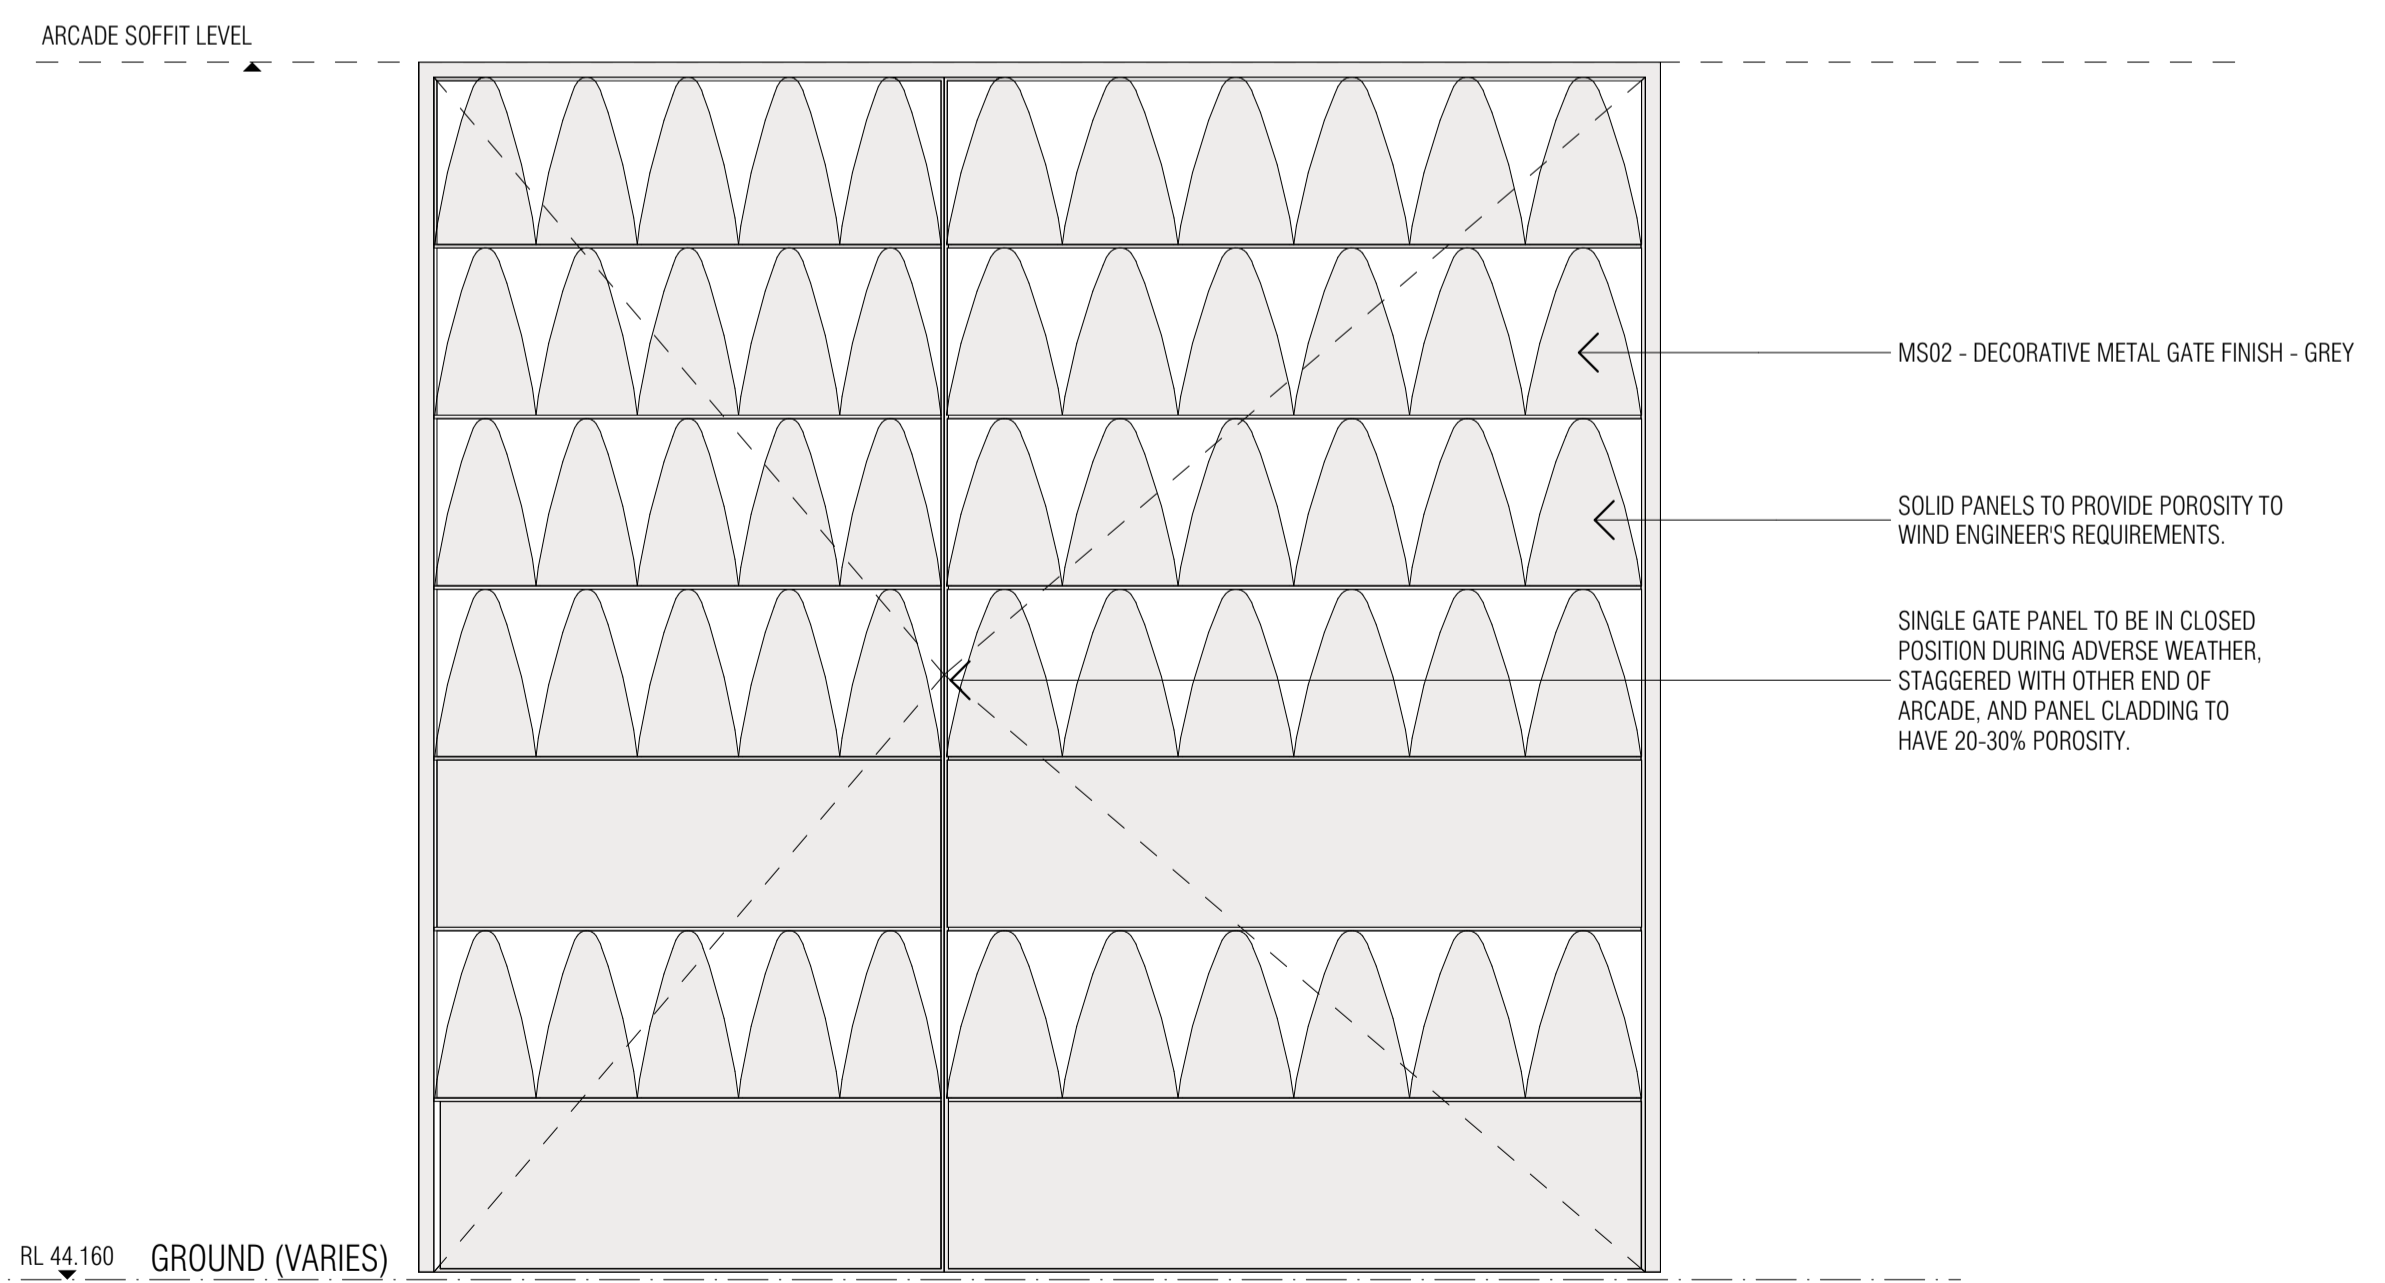 ARCADE SOFFIT LEVEL
MS02 - DECORATIVE METAL GATE FINISH - GREY
SOLID PANELS TO PROVIDE POROSITY TO
WIND ENGINEER'S REQUIREMENTS.
SINGLE GATE PANEL TO BE IN CLOSED
POSITION DURING ADVERSE WEATHER,
STAGGERED WITH OTHER END OF
ARCADE, AND PANEL CLADDING TO
HAVE 20-30% POROSITY.
RL 44.160 GROUND (VARIES)